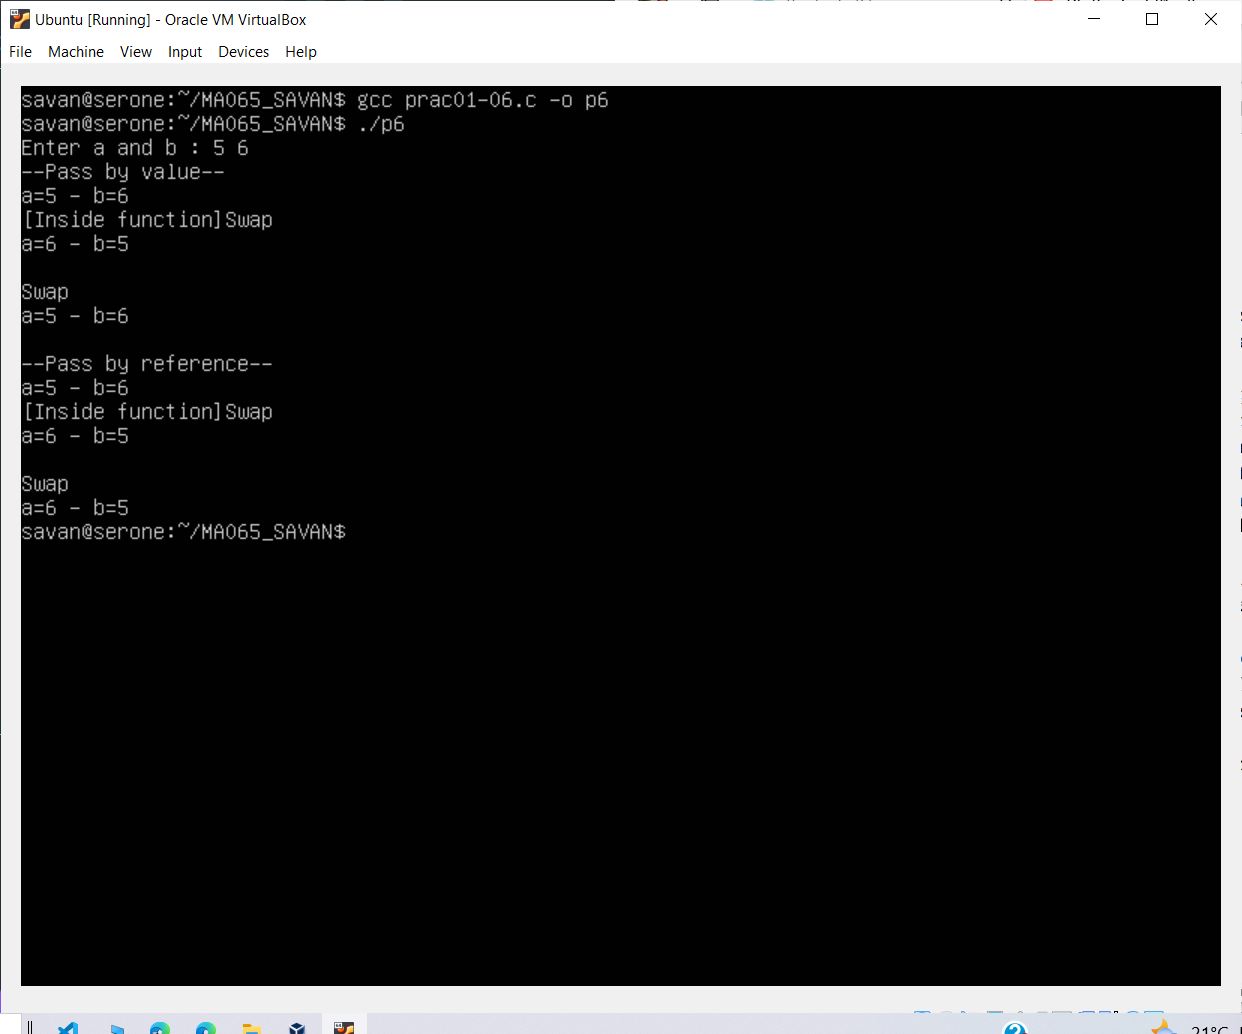 Ubuntu [Running] - Oracle VM VirtualBox
File Machine View Input Devices Help
savan@serone:~/MA065_SAVAN$ gcc prac01-06.c -o p6
savan@serone:~/MA065_SAVAN$ ./p6
Enter a and b : 5 6
--Pass by value--
a=5 - b=6
[Inside function]Swap
a=6 - b=5
Swap
a=5 - b=6
--Pass by reference--
a=5 - b=6
[Inside function]Swap
a=6 - b=5
Swap
a=6 - b=5
savan@serone:~/MA065_SAVAN$
21°C